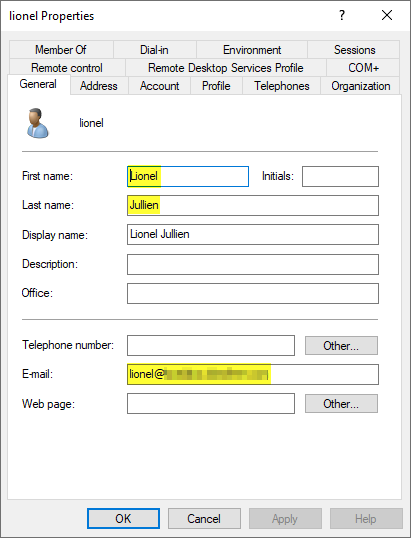 lionel Properties ? ×
Member Of Dial-in Environment Sessions
Remote control Remote Desktop Services Profile COM+
General Address Account Profile Telephones Organization
lionel
First name: Lionel Initials:
Last name: Jullien
Display name: Lionel Jullien
Description:
Office:
Telephone number: Other...
E-mail: lionel@
Web page: Other...
OK Cancel Apply Help